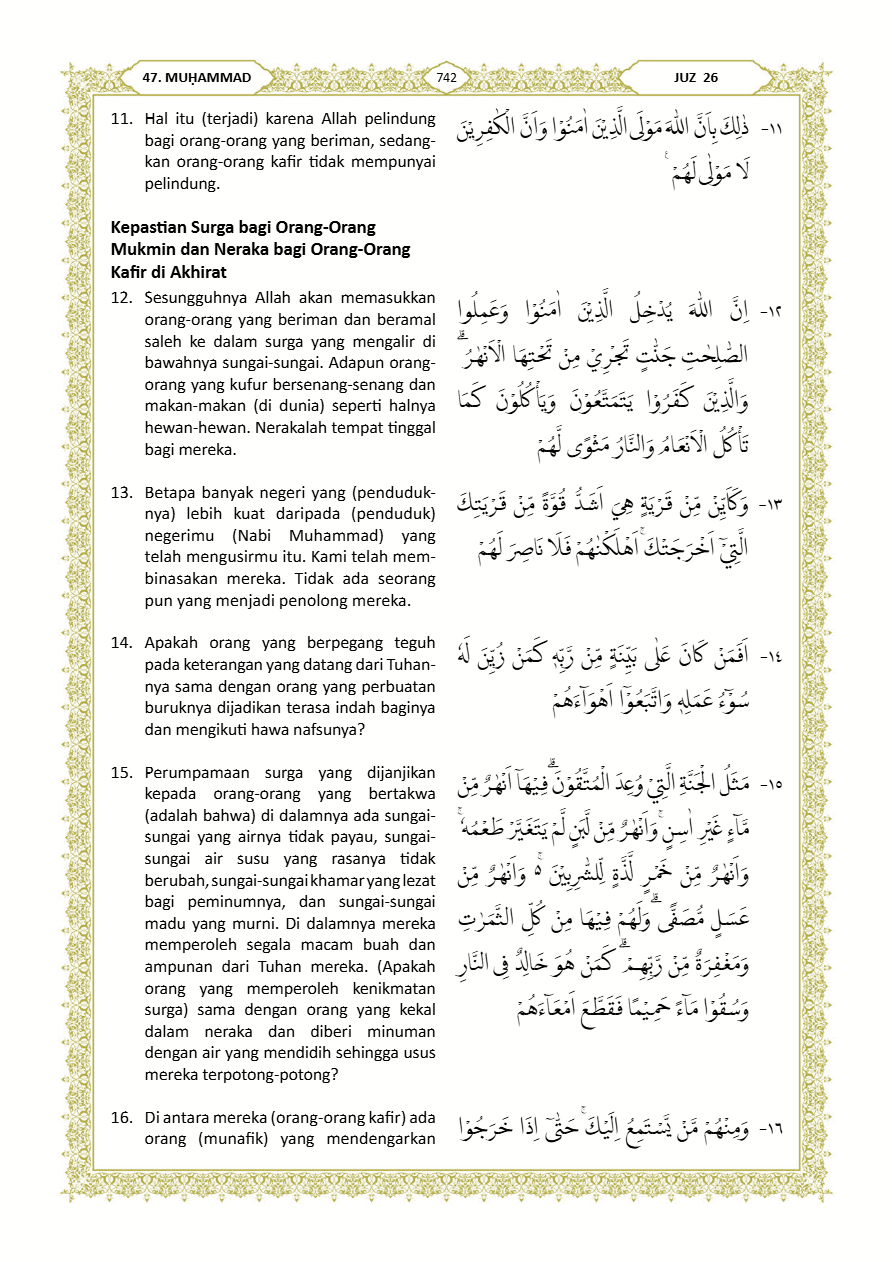 47. MUḤAMMAD
742
JUZ 26
11. Hal itu (terjadi) karena Allah pelindung
bagi orang-orang yang beriman, sedang-
kan orang-orang kafir tidak mempunyai
pelindung.
١١- ذٰلِكَ بِاَنَّ اللّٰهَ مَوْلَى الَّذِيْنَ اٰمَنُوْا وَاَنَّ الْكٰفِرِيْنَ
لَا مَوْلٰى لَهُمْ ۚ
Kepastian Surga bagi Orang-Orang
Mukmin dan Neraka bagi Orang-Orang
Kafir di Akhirat
12. Sesungguhnya Allah akan memasukkan
orang-orang yang beriman dan beramal
saleh ke dalam surga yang mengalir di
bawahnya sungai-sungai. Adapun orang-
orang yang kufur bersenang-senang dan
makan-makan (di dunia) seperti halnya
hewan-hewan. Nerakalah tempat tinggal
bagi mereka.
١٢- اِنَّ اللّٰهَ يُدْخِلُ الَّذِيْنَ اٰمَنُوْا وَعَمِلُوا
الصّٰلِحٰتِ جَنّٰتٍ تَجْرِيْ مِنْ تَحْتِهَا الْاَنْهٰرُ ۗ
وَالَّذِيْنَ كَفَرُوْا يَتَمَتَّعُوْنَ وَيَأْكُلُوْنَ كَمَا
تَأْكُلُ الْاَنْعَامُ وَالنَّارُ مَثْوًى لَّهُمْ
13. Betapa banyak negeri yang (penduduk-
nya) lebih kuat daripada (penduduk)
negerimu (Nabi Muhammad) yang
telah mengusirmu itu. Kami telah mem-
binasakan mereka. Tidak ada seorang
pun yang menjadi penolong mereka.
١٣- وَكَاَيِّنْ مِّنْ قَرْيَةٍ هِيَ اَشَدُّ قُوَّةً مِّنْ قَرْيَتِكَ
الَّتِيْٓ اَخْرَجَتْكَ ۚ اَهْلَكْنٰهُمْ فَلَا نَاصِرَ لَهُمْ
14. Apakah orang yang berpegang teguh
pada keterangan yang datang dari Tuhan-
nya sama dengan orang yang perbuatan
buruknya dijadikan terasa indah baginya
dan mengikuti hawa nafsunya?
١٤- اَفَمَنْ كَانَ عَلٰى بَيِّنَةٍ مِّنْ رَّبِّهٖ كَمَنْ زُيِّنَ لَهٗ
سُوْۤءُ عَمَلِهٖ وَاتَّبَعُوْٓا اَهْوَاۤءَهُمْ
15. Perumpamaan surga yang dijanjikan
kepada orang-orang yang bertakwa
(adalah bahwa) di dalamnya ada sungai-
sungai yang airnya tidak payau, sungai-
sungai air susu yang rasanya tidak
berubah, sungai-sungai khamar yang lezat
bagi peminumnya, dan sungai-sungai
madu yang murni. Di dalamnya mereka
memperoleh segala macam buah dan
ampunan dari Tuhan mereka. (Apakah
orang yang memperoleh kenikmatan
surga) sama dengan orang yang kekal
dalam neraka dan diberi minuman
dengan air yang mendidih sehingga usus
mereka terpotong-potong?
١٥- مَثَلُ الْجَنَّةِ الَّتِيْ وُعِدَ الْمُتَّقُوْنَ ۗ فِيْهَآ اَنْهٰرٌ مِّنْ
مَّاۤءٍ غَيْرِ اٰسِنٍ ۚ وَاَنْهٰرٌ مِّنْ لَّبَنٍ لَّمْ يَتَغَيَّرْ طَعْمُهٗ ۚ
وَاَنْهٰرٌ مِّنْ خَمْرٍ لَّذَّةٍ لِّلشّٰرِبِيْنَ ەۚ وَاَنْهٰرٌ مِّنْ
عَسَلٍ مُّصَفًّى ۗ وَلَهُمْ فِيْهَا مِنْ كُلِّ الثَّمَرٰتِ
وَمَغْفِرَةٌ مِّنْ رَّبِّهِمْ ۗ كَمَنْ هُوَ خَالِدٌ فِى النَّارِ
وَسُقُوْا مَاۤءً حَمِيْمًا فَقَطَّعَ اَمْعَاۤءَهُمْ
16. Di antara mereka (orang-orang kafir) ada
orang (munafik) yang mendengarkan
١٦- وَمِنْهُمْ مَّنْ يَّسْتَمِعُ اِلَيْكَ ۚ حَتّٰىٓ اِذَا خَرَجُوْا